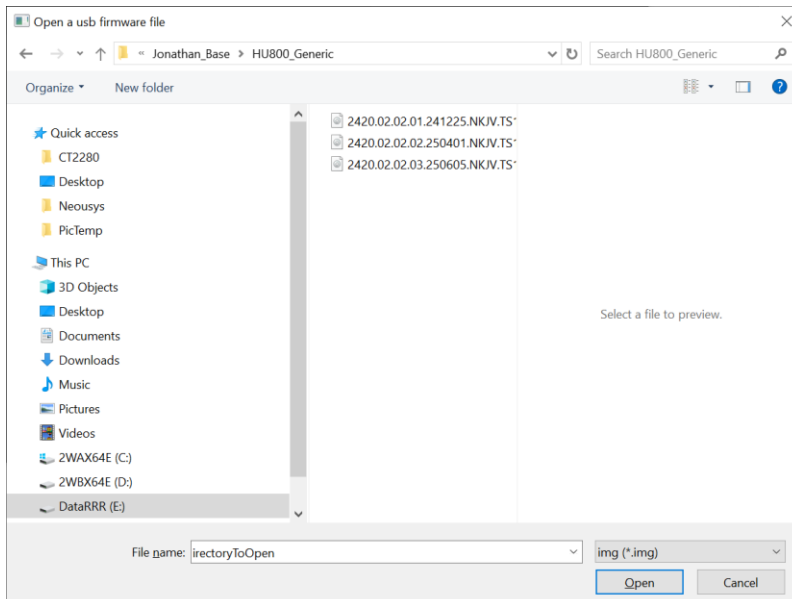 Open a usb firmware file
« Jonathan_Base > HU800_Generic
Search HU800_Generic
Organize
New folder
Quick access
CT2280
Desktop
Neousys
PicTemp
This PC
3D Objects
Desktop
Documents
Downloads
Music
Pictures
Videos
2WAX64E (C:)
2WBX64E (D:)
DataRRR (E:)
2420.02.02.01.241225.NKJV.TS
2420.02.02.02.250401.NKJV.TS
2420.02.02.03.250605.NKJV.TS
Select a file to preview.
File name: irectoryToOpen
img (*.img)
Open
Cancel